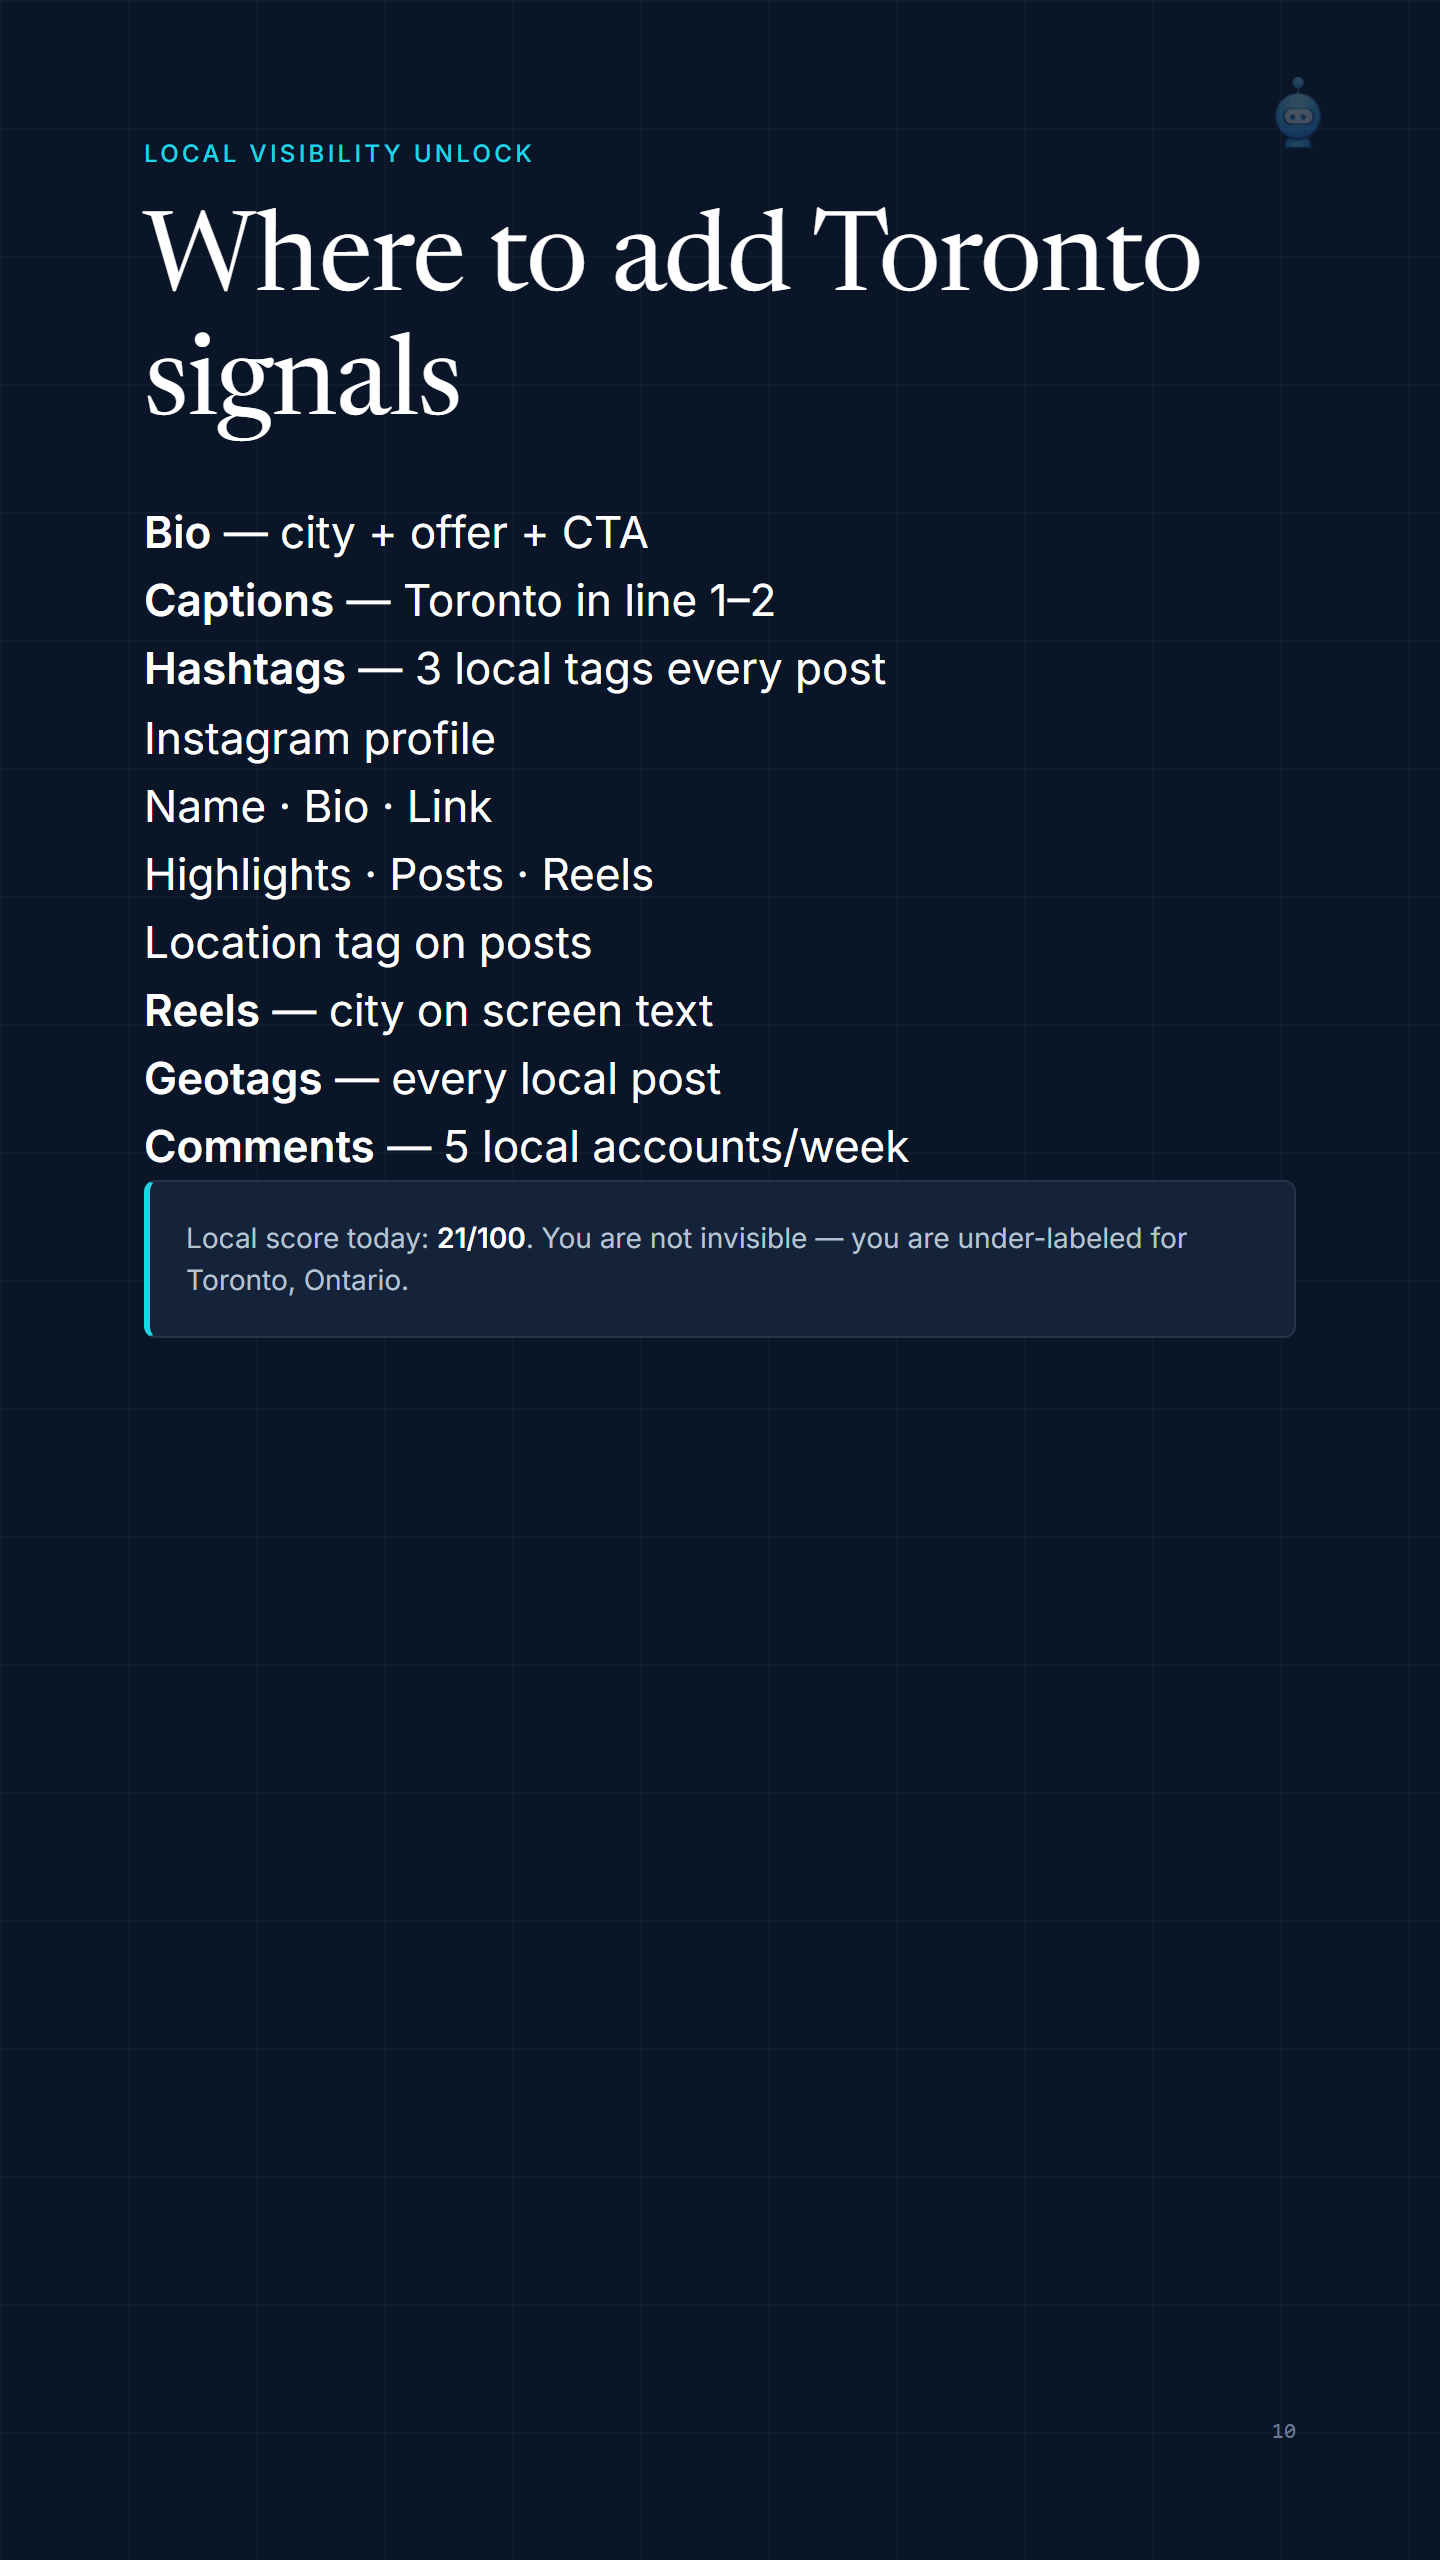 LOCAL VISIBILITY UNLOCK
Where to add Toronto
signals
Bio — city + offer + CTA
Captions — Toronto in line 1–2
Hashtags — 3 local tags every post
Instagram profile
Name · Bio · Link
Highlights · Posts · Reels
Location tag on posts
Reels — city on screen text
Geotags — every local post
Comments — 5 local accounts/week
Local score today: 21/100. You are not invisible — you are under-labeled for
Toronto, Ontario.
10